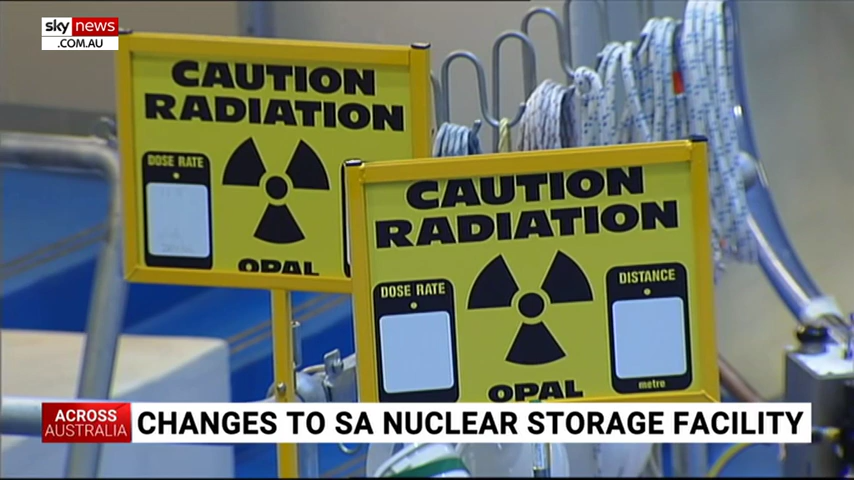 sky news
.COM.AU
CAUTION
RADIATION
DOSE RATE
OPAL
CAUTION
RADIATION
DOSE RATE
DISTANCE
metre
OPAL
ACROSS
AUSTRALIA
CHANGES TO SA NUCLEAR STORAGE FACILITY